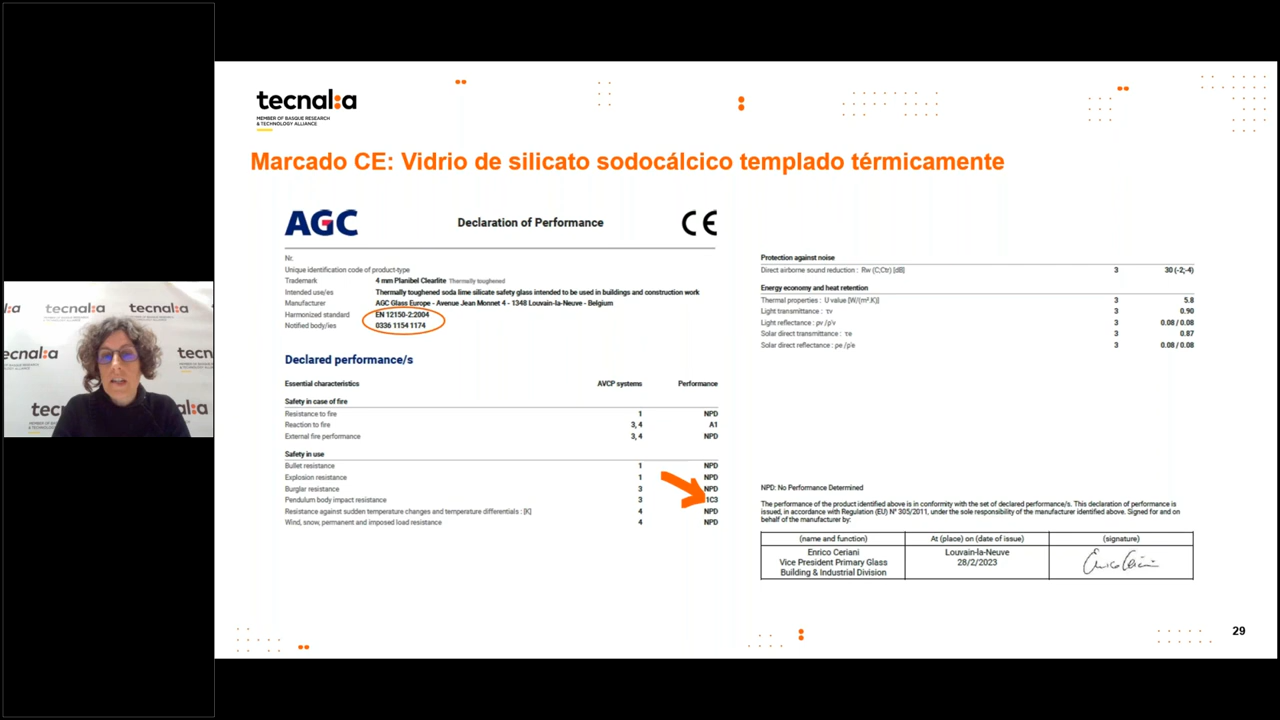 tecnalia
MEMBER OF BASQUE RESEARCH
& TECHNOLOGY ALLIANCE
Marcado CE: Vidrio de silicato sodocálcico templado térmicamente
AGC
Declaration of Performance
CE
Nr.
Unique identification code of product-type
Trademark 4 mm Planibel Clearlite Thermally toughened
Intended use/es Thermally toughened soda lime silicate safety glass intended to be used in buildings and construction work
Manufacturer AGC Glass Europe - Avenue Jean Monnet 4 - 1348 Louvain-la-Neuve - Belgium
Harmonized standard EN 12150-2:2004
Notified body/ies 0336 1154 1174
Declared performance/s
Essential characteristics AVCP systems Performance
Safety in case of fire
Resistance to fire 1 NPD
Reaction to fire 3, 4 A1
External fire performance 3, 4 NPD
Safety in use
Bullet resistance 1 NPD
Explosion resistance 1 NPD
Burglar resistance 3 NPD
Pendulum body impact resistance 3 1C3
Resistance against sudden temperature changes and temperature differentials : [K] 4 NPD
Wind, snow, permanent and imposed load resistance 4 NPD
Protection against noise
Direct airborne sound reduction : Rw (C;Ctr) [dB] 3 30 (-2;-4)
Energy economy and heat retention
Thermal properties : U value [W/(m².K)] 3 5.8
Light transmittance : τv 3 0.90
Light reflectance : ρv / ρ'v 3 0.08 / 0.08
Solar direct transmittance : τe 3 0.87
Solar direct reflectance : ρe / ρ'e 3 0.08 / 0.08
NPD: No Performance Determined
The performance of the product identified above is in conformity with the set of declared performance/s. This declaration of performance is
issued, in accordance with Regulation (EU) N° 305/2011, under the sole responsibility of the manufacturer identified above. Signed for and on
behalf of the manufacturer by:
(name and function) At (place) on (date of issue) (signature)
Enrico Ceriani Louvain-la-Neuve
Vice President Primary Glass 28/2/2023
Building & Industrial Division
29
tecnalia
tecnalia